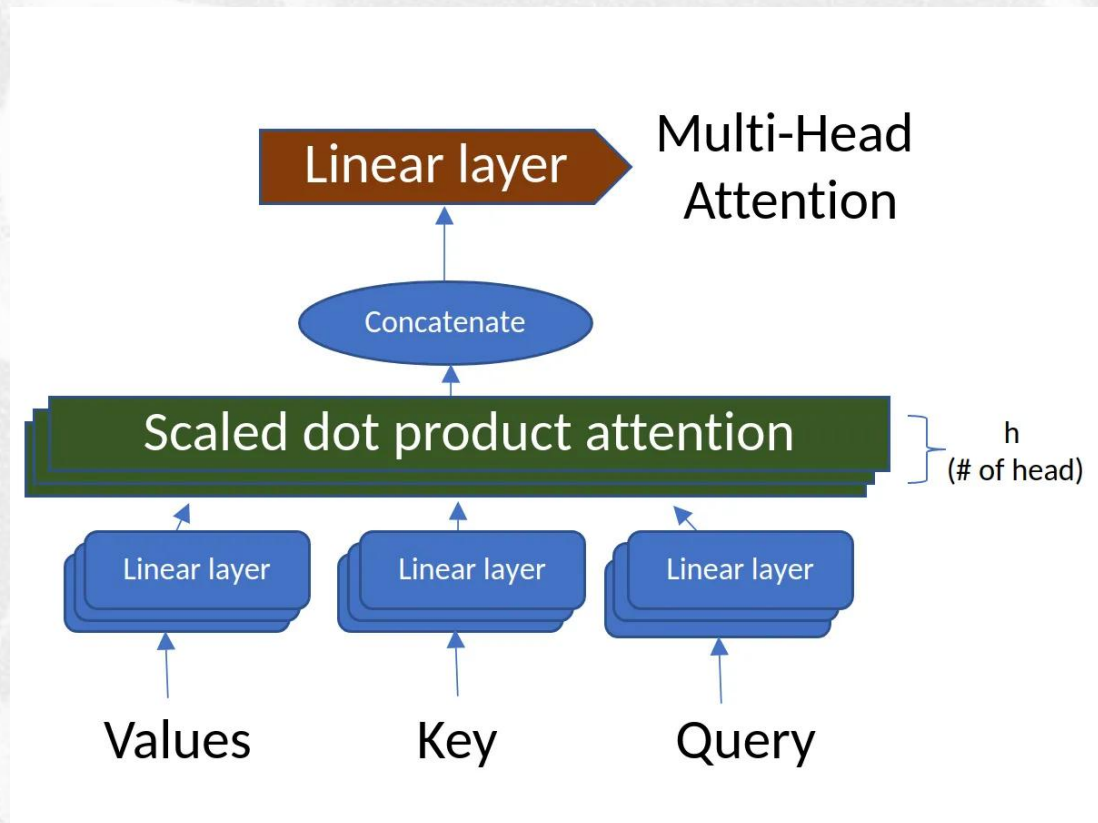 Linear layer
Multi-Head
Attention
Concatenate
Scaled dot product attention
h
(# of head)
Linear layer
Linear layer
Linear layer
Values
Key
Query